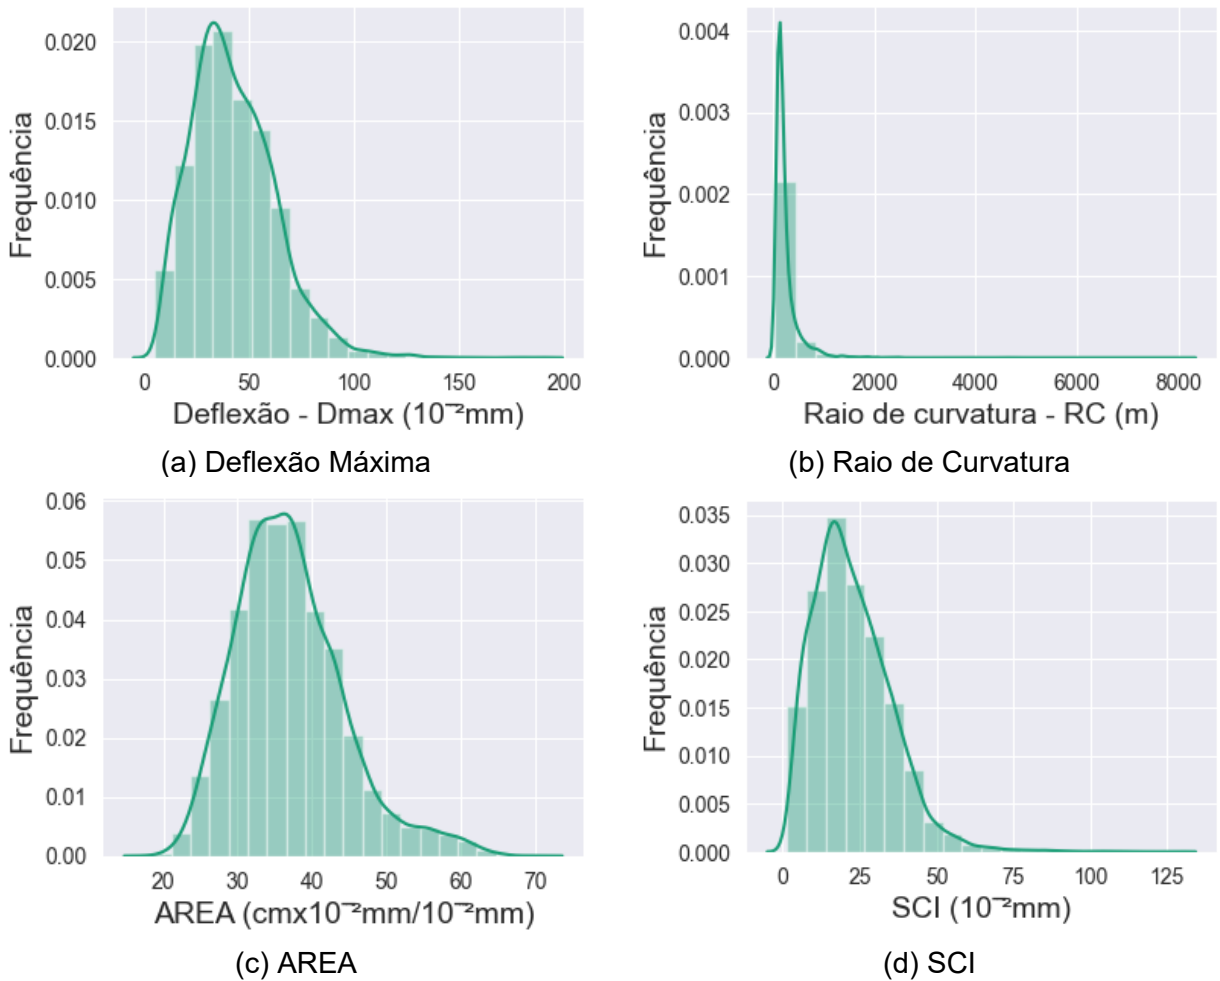 0.020
0.015
0.010
0.005
0.000
Frequência
0 50 100 150 200
Deflexão - Dmax (10⁻²mm)
(a) Deflexão Máxima
0.004
0.003
0.002
0.001
0.000
Frequência
0 2000 4000 6000 8000
Raio de curvatura - RC (m)
(b) Raio de Curvatura
0.06
0.05
0.04
0.03
0.02
0.01
0.00
Frequência
20 30 40 50 60 70
AREA (cmx10⁻²mm/10⁻²mm)
(c) AREA
0.035
0.030
0.025
0.020
0.015
0.010
0.005
0.000
Frequência
0 25 50 75 100 125
SCI (10⁻²mm)
(d) SCI